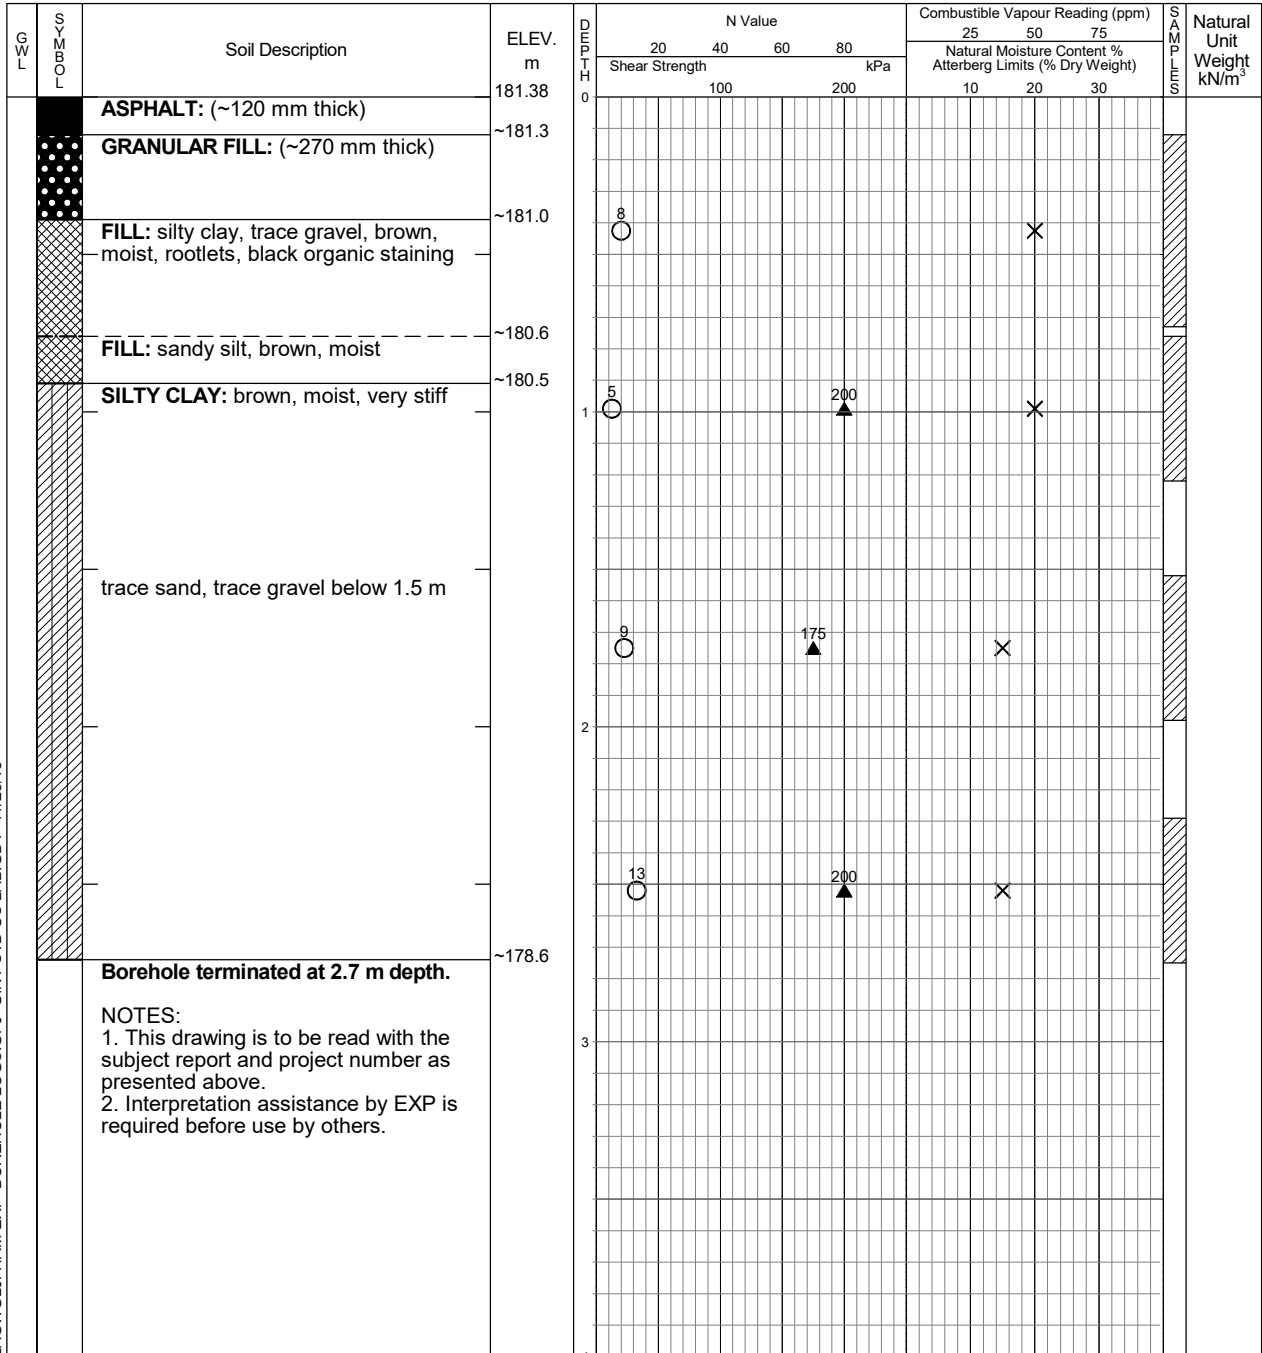 GWL
SYMBOL
Soil Description
ELEV.
m
DEPTH
N Value
20 40 60 80
Shear Strength kPa
100 200
Combustible Vapour Reading (ppm)
25 50 75
Natural Moisture Content %
Atterberg Limits (% Dry Weight)
10 20 30
SAMPLES
Natural
Unit
Weight
kN/m³
181.38
0
ASPHALT: (~120 mm thick)
~181.3
GRANULAR FILL: (~270 mm thick)
~181.0
8
FILL: silty clay, trace gravel, brown,
moist, rootlets, black organic staining
~180.6
FILL: sandy silt, brown, moist
~180.5
SILTY CLAY: brown, moist, very stiff
5
200
1
trace sand, trace gravel below 1.5 m
9
175
2
13
200
~178.6
Borehole terminated at 2.7 m depth.
NOTES:
1. This drawing is to be read with the
subject report and project number as
presented above.
2. Interpretation assistance by EXP is
required before use by others.
3